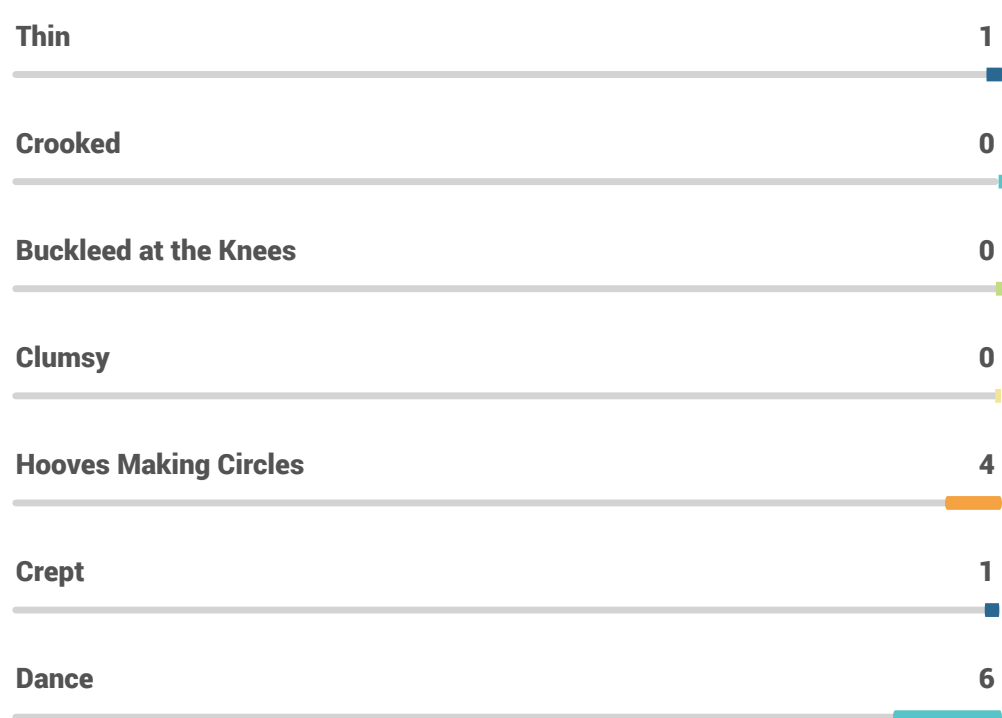 Thin 1
Crooked 0
Buckleed at the Knees 0
Clumsy 0
Hooves Making Circles 4
Crept 1
Dance 6